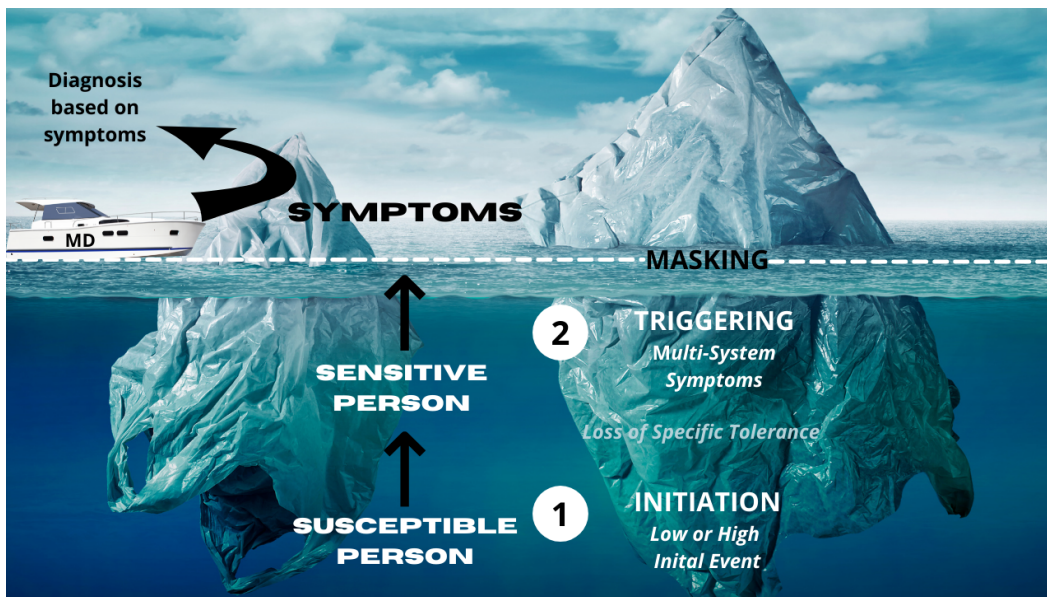 Diagnosis
based on
symptoms
MD
SYMPTOMS
MASKING
2
TRIGGERING
Multi-System
Symptoms
SENSITIVE
PERSON
Loss of Specific Tolerance
1
INITIATION
Low or High
Inital Event
SUSCEPTIBLE
PERSON